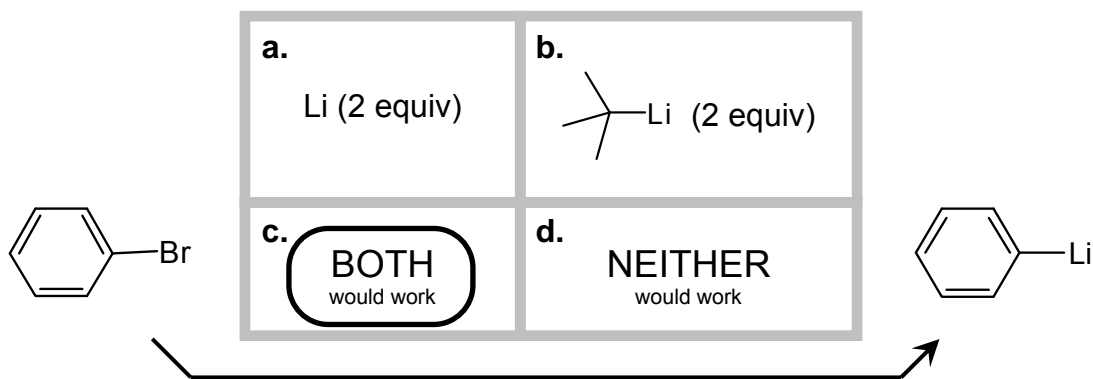 a.
Li (2 equiv)
b.
Li (2 equiv)
Br
c.
BOTH
would work
d.
NEITHER
would work
Li